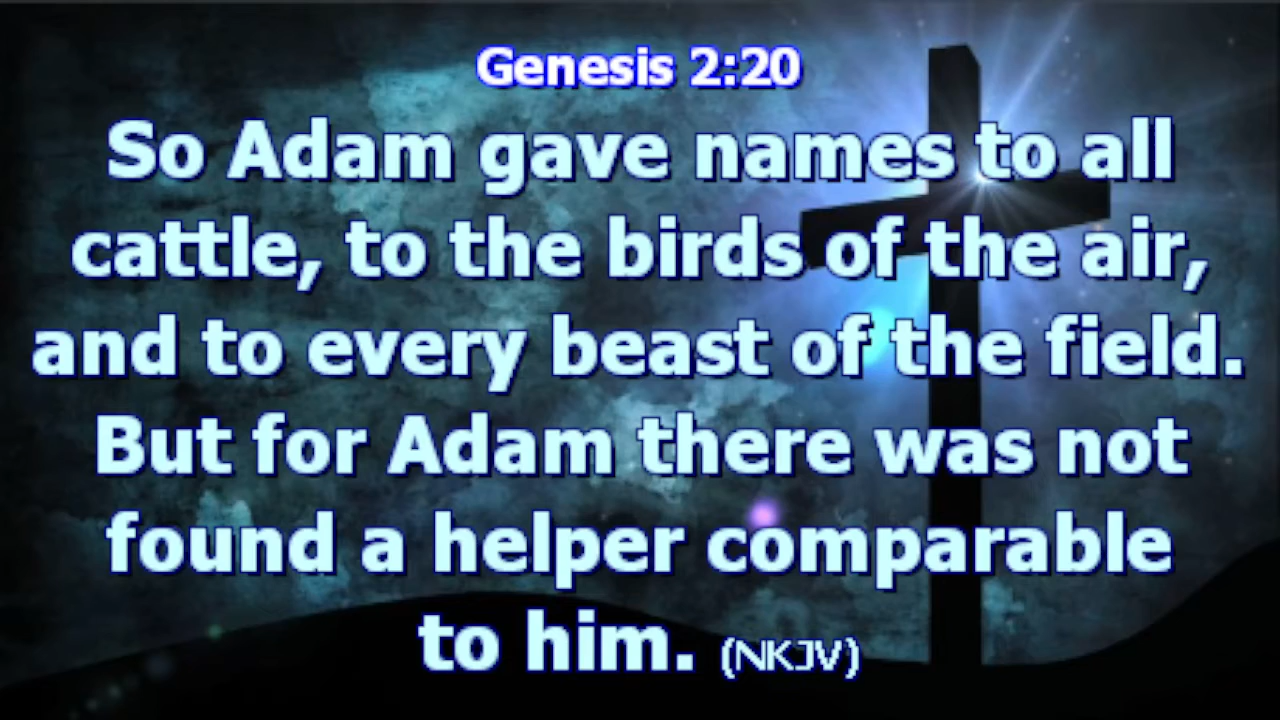 Genesis 2:20
So Adam gave names to all
cattle, to the birds of the air,
and to every beast of the field.
But for Adam there was not
found a helper comparable
to him. (NKJV)